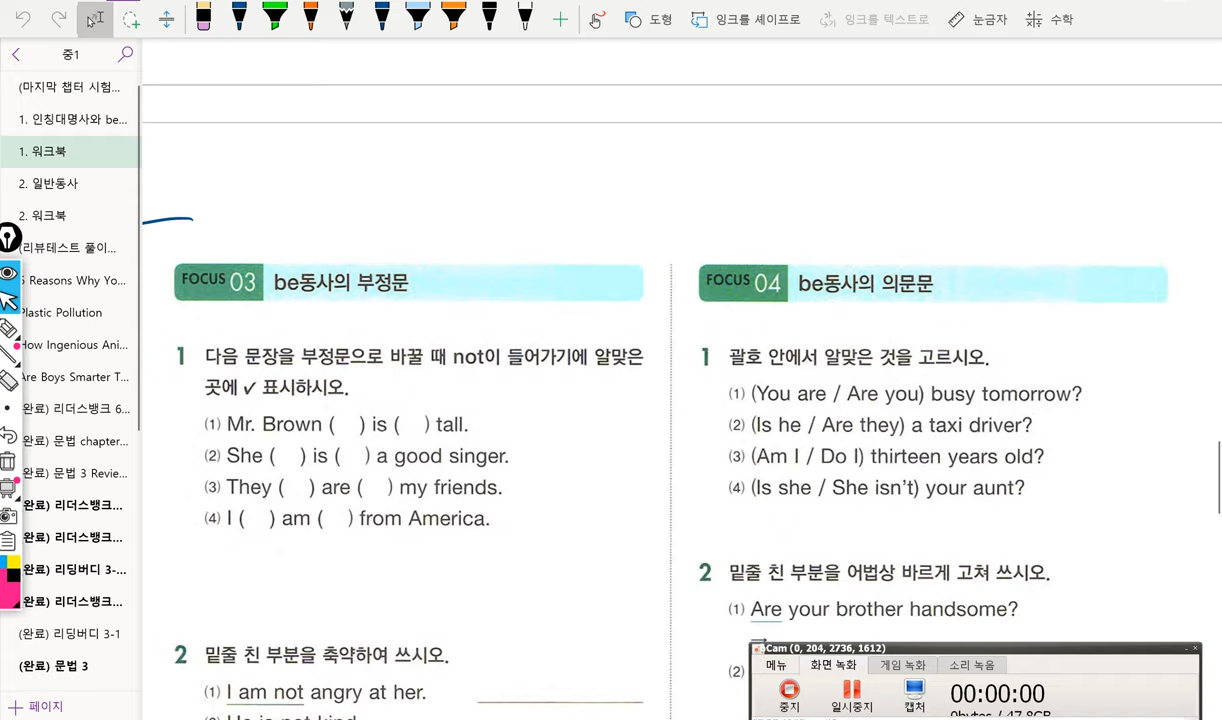 도형
잉크를 셰이프로
잉크를 텍스트로
눈금자
수학
중1
(마지막 챕터 시험...
1. 인칭대명사와 be...
1. 워크북
2. 일반동사
2. 워크북
(리뷰테스트 풀이...
Reasons Why Yo...
Plastic Pollution
How Ingenious Ani...
Are Boys Smarter T...
완료) 리더스뱅크 6...
완료) 문법 chapter...
완료) 문법 3 Revie...
완료) 리더스뱅크...
완료) 리더스뱅크...
완료) 리딩버디 3-...
완료) 리더스뱅크...
(완료) 리딩버디 3-1
(완료) 문법 3
페이지
FOCUS 03 be동사의 부정문
1 다음 문장을 부정문으로 바꿀 때 not이 들어가기에 알맞은
곳에 ✓ 표시하시오.
(1) Mr. Brown ( ) is ( ) tall.
(2) She ( ) is ( ) a good singer.
(3) They ( ) are ( ) my friends.
(4) I ( ) am ( ) from America.
2 밑줄 친 부분을 축약하여 쓰시오.
(1) I am not angry at her.
(2) He is not kind.
FOCUS 04 be동사의 의문문
1 괄호 안에서 알맞은 것을 고르시오.
(1) (You are / Are you) busy tomorrow?
(2) (Is he / Are they) a taxi driver?
(3) (Am I / Do I) thirteen years old?
(4) (Is she / She isn't) your aunt?
2 밑줄 친 부분을 어법상 바르게 고쳐 쓰시오.
(1) Are your brother handsome?
→
(2)
oCam (0, 204, 2736, 1612)
메뉴 화면 녹화 게임 녹화 소리 녹음
중지 일시중지 캡처 00:00:00
0bytes / 47.8GB